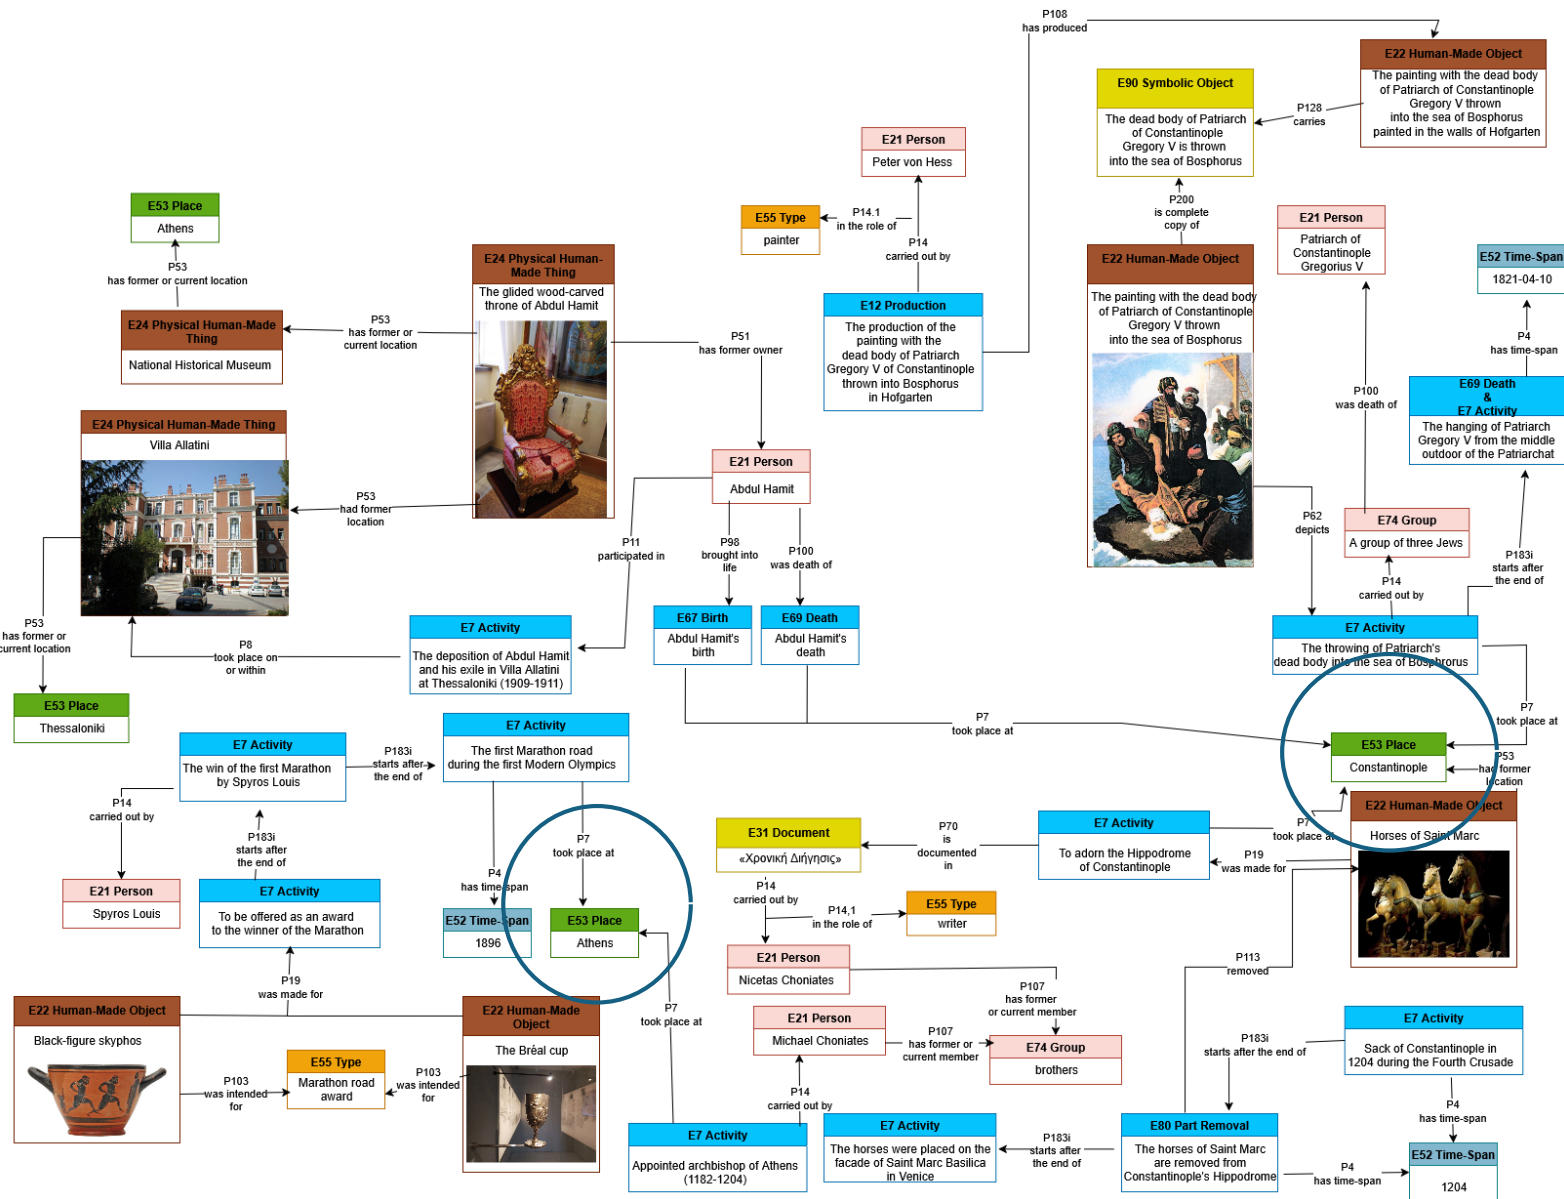 P108
has produced
E22 Human-Made Object
The painting with the dead body
of Patriarch of Constantinople
Gregory V thrown
into the sea of Bosphorus
painted in the walls of Hofgarten
E90 Symbolic Object
The dead body of Patriarch
of Constantinople
Gregory V is thrown
into the sea of Bosphorus
P128
carries
E21 Person
Peter von Hess
E55 Type
painter
P14.1
in the role of
P14
carried out by
P200
is complete
copy of
E21 Person
Patriarch of
Constantinople
Gregorius V
E52 Time-Span
1821-04-10
E53 Place
Athens
P53
has former or current location
E24 Physical Human-
Made Thing
The glided wood-carved
throne of Abdul Hamit
E22 Human-Made Object
The painting with the dead body
of Patriarch of Constantinople
Gregory V thrown
into the sea of Bosphorus
E12 Production
The production of the
painting with the
dead body of Patriarch
Gregory V of Constantinople
thrown into Bosphorus
in Hofgarten
E24 Physical Human-Made
Thing
National Historical Museum
P53
has former or
current location
P51
has former owner
P4
has time-span
P100
was death of
E69 Death
&
E7 Activity
The hanging of Patriarch
Gregory V from the middle
outdoor of the Patriarchat
E24 Physical Human-Made Thing
Villa Allatini
E21 Person
Abdul Hamit
P53
had former
location
P62
depicts
E74 Group
A group of three Jews
P11
participated in
P98
brought into
life
P100
was death of
P183i
starts after
the end of
P14
carried out by
P53
has former or
current location
P8
took place on
or within
E7 Activity
The deposition of Abdul Hamit
and his exile in Villa Allatini
at Thessaloniki (1909-1911)
E67 Birth
Abdul Hamit's
birth
E69 Death
Abdul Hamit's
death
E7 Activity
The throwing of Patriarch's
dead body into the sea of Bosphrorus
E53 Place
Thessaloniki
P7
took place at
P7
took place at
E7 Activity
The win of the first Marathon
by Spyros Louis
P183i
starts after
the end of
E7 Activity
The first Marathon road
during the first Modern Olympics
E53 Place
Constantinople
P53
had former
location
P14
carried out by
P183i
starts after
the end of
P7
took place at
P4
has time-span
E31 Document
«Χρονική Διήγησις»
P70
is
documented
in
E7 Activity
To adorn the Hippodrome
of Constantinople
P7
took place at
P19
was made for
E22 Human-Made Object
Horses of Saint Marc
E21 Person
Spyros Louis
E7 Activity
To be offered as an award
to the winner of the Marathon
E52 Time-Span
1896
E53 Place
Athens
P14
carried out by
P14,1
in the role of
E55 Type
writer
E21 Person
Nicetas Choniates
P113
removed
P19
was made for
P7
took place at
P107
has former
or current member
E22 Human-Made Object
Black-figure skyphos
E55 Type
Marathon road
award
E22 Human-Made
Object
The Bréal cup
E21 Person
Michael Choniates
P107
has former or
current member
E74 Group
brothers
P183i
starts after the end of
E7 Activity
Sack of Constantinople in
1204 during the Fourth Crusade
P103
was intended
for
P103
was intended
for
P14
carried out by
P4
has time-span
E7 Activity
Appointed archbishop of Athens
(1182-1204)
E7 Activity
The horses were placed on the
facade of Saint Marc Basilica
in Venice
P183i
starts after
the end of
E80 Part Removal
The horses of Saint Marc
are removed from
Constantinople's Hippodrome
P4
has time-span
E52 Time-Span
1204